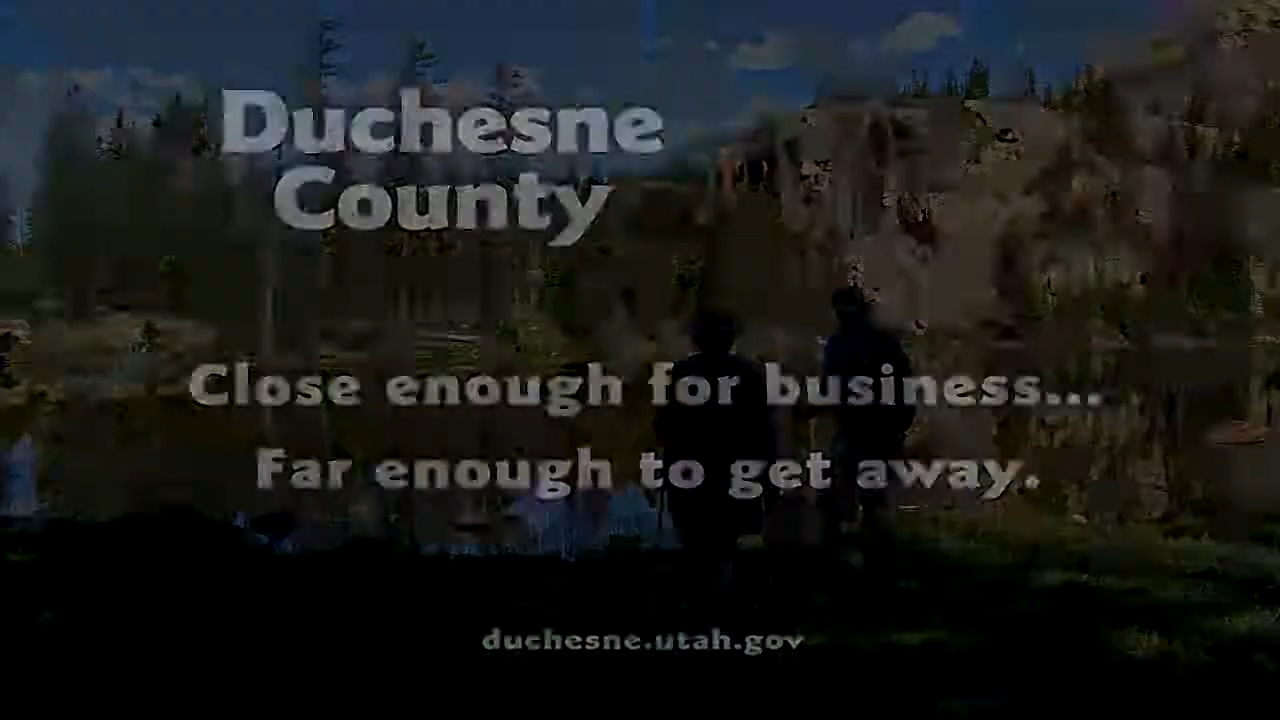 Duchesne
County
Close enough for business...
Far enough to get away.
duchesne.utah.gov